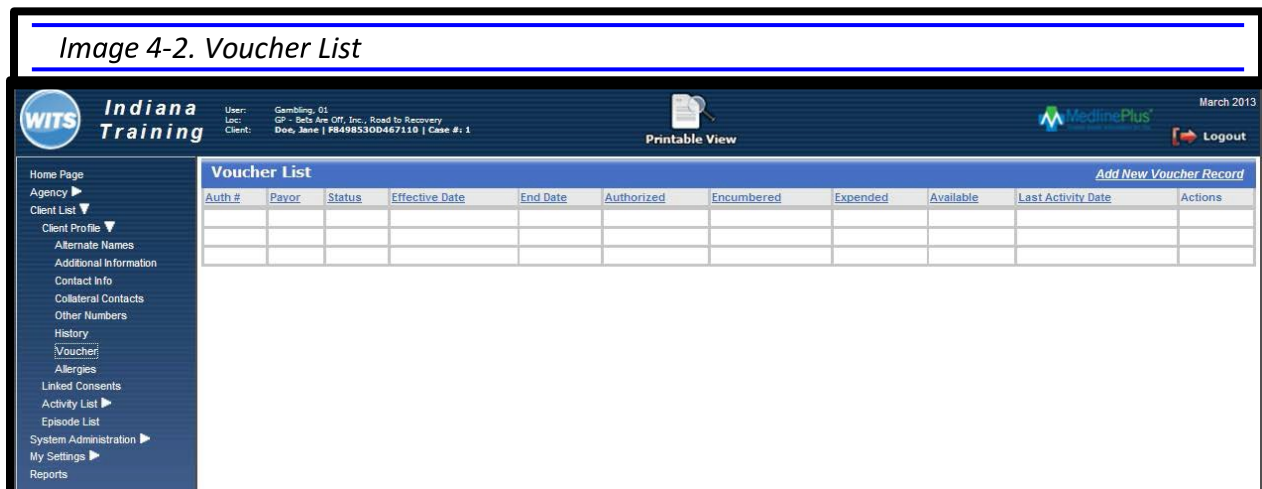 Image 4-2. Voucher List
WITS
Indiana Training
User: Gambling, 01
Loc: GP - Bets Are Off, Inc., Road to Recovery
Client: Doe, Jane | F8498530D467110 | Case #: 1
Printable View
MedlinePlus
March 2013
Logout
Home Page
Agency
Client List
Client Profile
Alternate Names
Additional Information
Contact Info
Collateral Contacts
Other Numbers
History
Voucher
Allergies
Linked Consents
Activity List
Episode List
System Administration
My Settings
Reports
Voucher List Add New Voucher Record
Auth # Payor Status Effective Date End Date Authorized Encumbered Expended Available Last Activity Date Actions